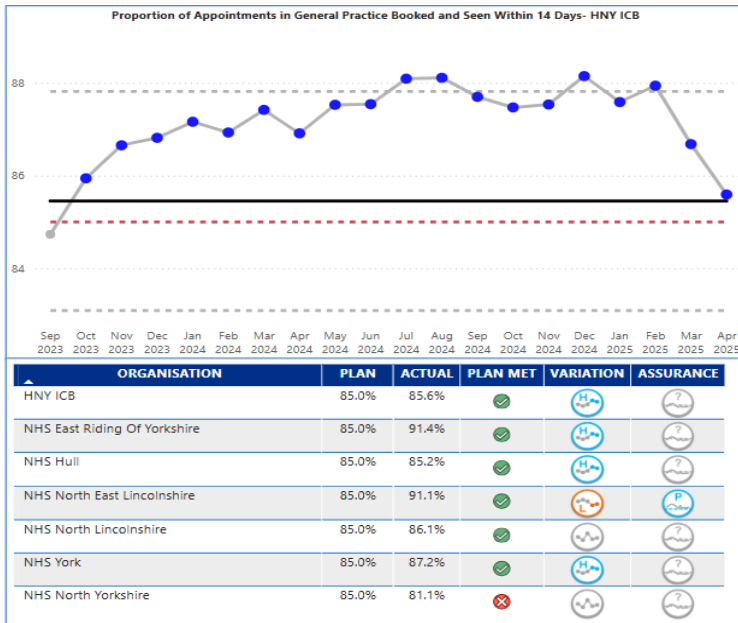 Proportion of Appointments in General Practice Booked and Seen Within 14 Days- HNY ICB
88
86
84
Sep Oct Nov Dec Jan Feb Mar Apr May Jun Jul Aug Sep Oct Nov Dec Jan Feb Mar Apr
2023 2023 2023 2023 2024 2024 2024 2024 2024 2024 2024 2024 2024 2024 2024 2024 2025 2025 2025 2025
ORGANISATION PLAN ACTUAL PLAN MET VARIATION ASSURANCE
HNY ICB 85.0% 85.6% H ?
NHS East Riding Of Yorkshire 85.0% 91.4% H ?
NHS Hull 85.0% 85.2% H ?
NHS North East Lincolnshire 85.0% 91.1% L P
NHS North Lincolnshire 85.0% 86.1% ?
NHS York 85.0% 87.2% H ?
NHS North Yorkshire 85.0% 81.1% ?